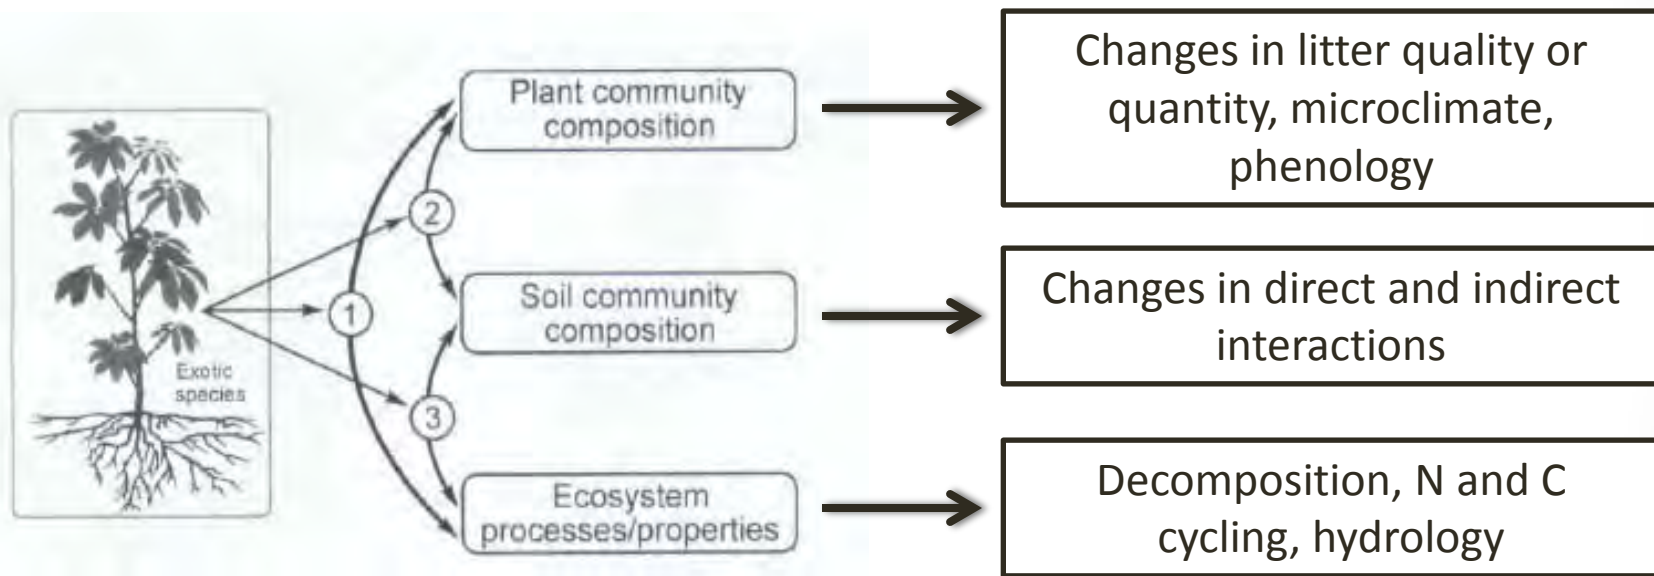 Exotic
species
1
2
3
Plant community
composition
Soil community
composition
Ecosystem
processes/properties
Changes in litter quality or
quantity, microclimate,
phenology
Changes in direct and indirect
interactions
Decomposition, N and C
cycling, hydrology